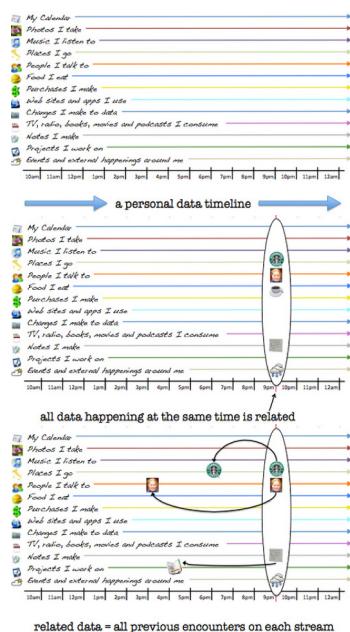 My Calendar
Photos I take
Music I listen to
Places I go
People I talk to
Food I eat
Purchases I make
Web sites and apps I use
Changes I make to data
TV, radio, books, movies and podcasts I consume
Notes I make
Projects I work on
Events and external happenings around me
10am 11am 12pm 1pm 2pm 3pm 4pm 5pm 6pm 7pm 8pm 9pm 10pm 11pm 12am
a personal data timeline
My Calendar
Photos I take
Music I listen to
Places I go
People I talk to
Food I eat
Purchases I make
Web sites and apps I use
Changes I make to data
TV, radio, books, movies and podcasts I consume
Notes I make
Projects I work on
Events and external happenings around me
10am 11am 12pm 1pm 2pm 3pm 4pm 5pm 6pm 7pm 8pm 9pm 10pm 11pm 12am
all data happening at the same time is related
My Calendar
Photos I take
Music I listen to
Places I go
People I talk to
Food I eat
Purchases I make
Web sites and apps I use
Changes I make to data
TV, radio, books, movies and podcasts I consume
Notes I make
Projects I work on
Events and external happenings around me
10am 11am 12pm 1pm 2pm 3pm 4pm 5pm 6pm 7pm 8pm 9pm 10pm 11pm 12am
related data = all previous encounters on each stream